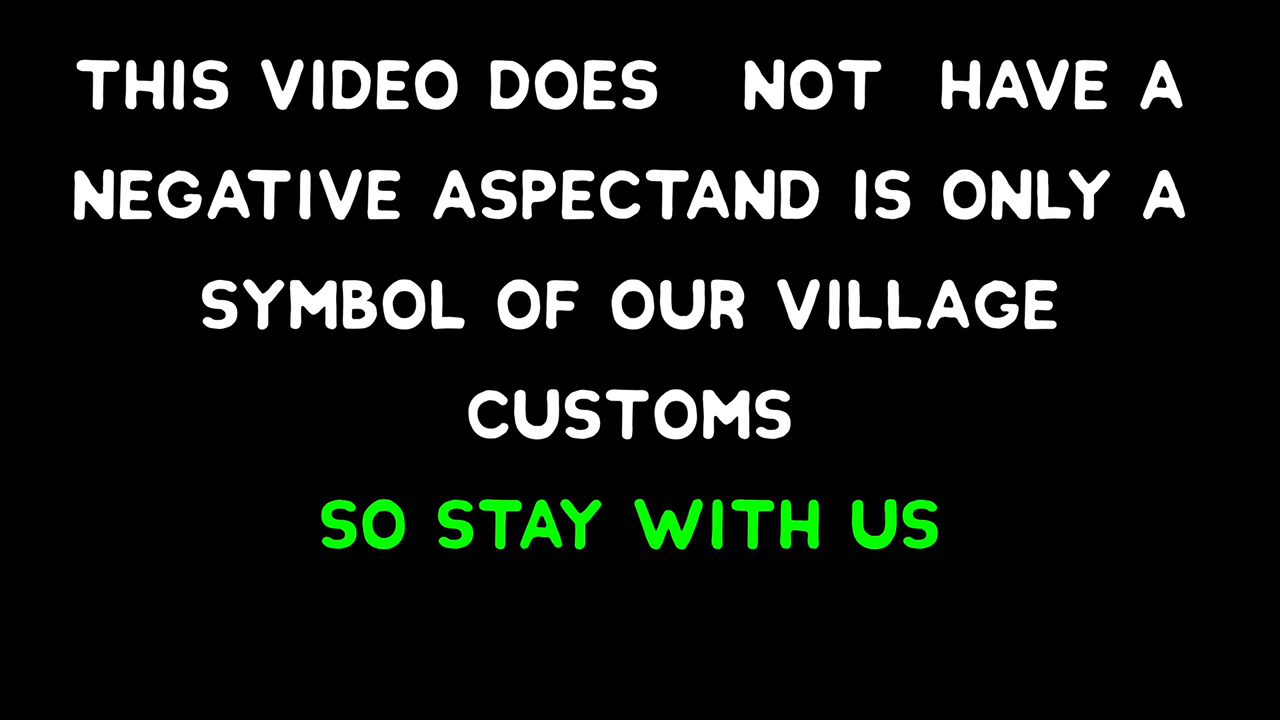 THIS VIDEO DOES NOT HAVE A
NEGATIVE ASPECTAND IS ONLY A
SYMBOL OF OUR VILLAGE
CUSTOMS
SO STAY WITH US